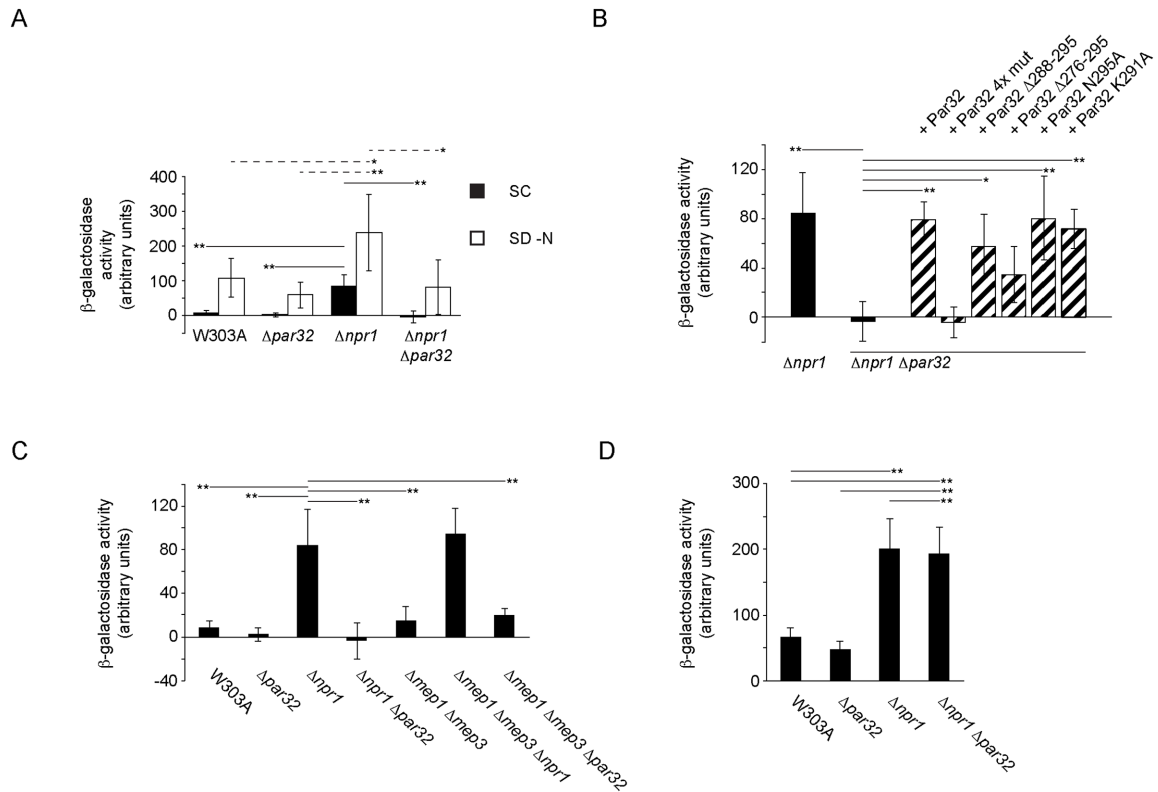 A
β-galactosidase
activity
(arbitrary units)
400
300
200
100
0
**
**
*
**
**
*
SC
SD -N
W303A
Δpar32
Δnpr1
Δnpr1
Δpar32
B
+ Par32
+ Par32 4x mut
+ Par32 Δ288-295
+ Par32 Δ276-295
+ Par32 N295A
+ Par32 K291A
β-galactosidase activity
(arbitrary units)
120
80
40
0
**
**
**
*
**
Δnpr1
Δnpr1 Δpar32
C
β-galactosidase activity
(arbitrary units)
120
80
40
0
-40
**
**
**
**
**
W303A
Δpar32
Δnpr1
Δnpr1 Δpar32
Δmep1 Δmep3
Δmep1 Δmep3 Δnpr1
Δmep1 Δmep3 Δpar32
D
β-galactosidase activity
(arbitrary units)
300
200
100
0
**
**
**
**
W303A
Δpar32
Δnpr1
Δnpr1 Δpar32